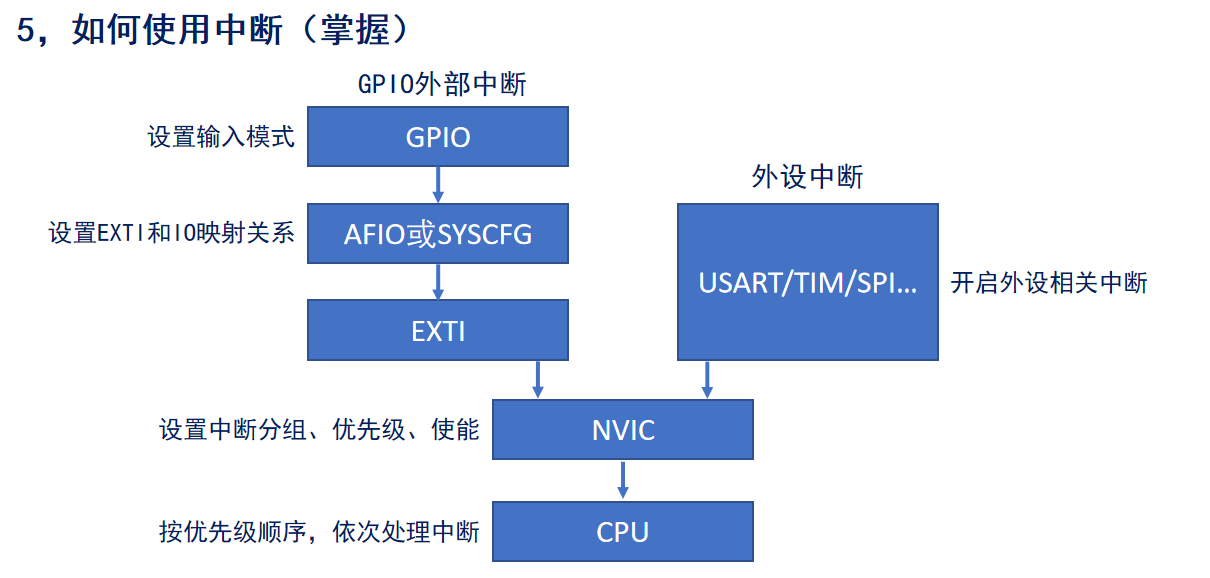 5，如何使用中断（掌握）
GPIO外部中断
设置输入模式
GPIO
外设中断
设置EXTI和IO映射关系
AFIO或SYSCFG
USART/TIM/SPI…
开启外设相关中断
EXTI
设置中断分组、优先级、使能
NVIC
按优先级顺序，依次处理中断
CPU